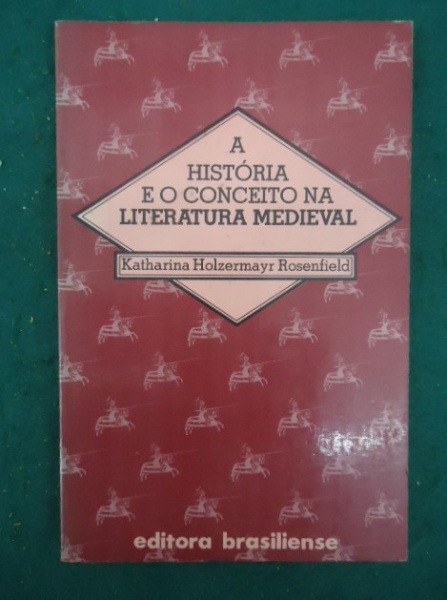 A
HISTÓRIA
E O CONCEITO NA
LITERATURA MEDIEVAL
Katharina Holzermayr Rosenfield
editora brasiliense